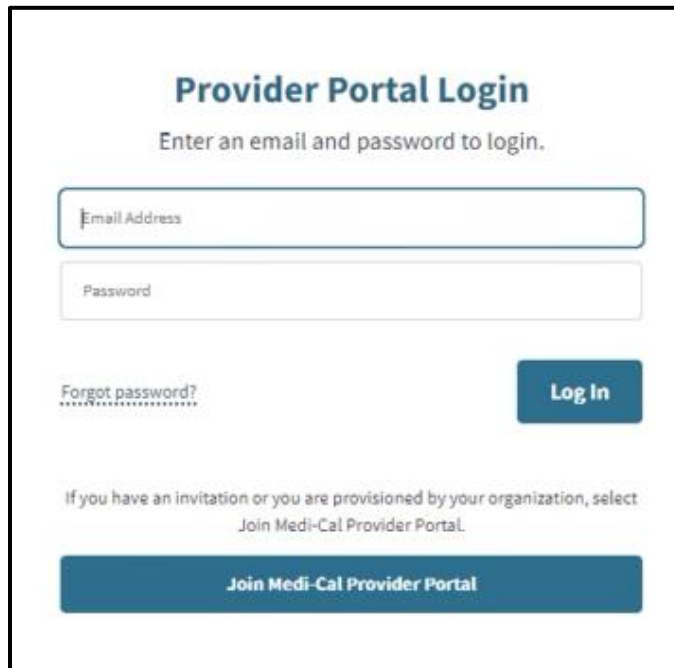 Provider Portal Login
Enter an email and password to login.
Email Address
Password
Forgot password?
Log In
If you have an invitation or you are provisioned by your organization, select
Join Medi-Cal Provider Portal.
Join Medi-Cal Provider Portal